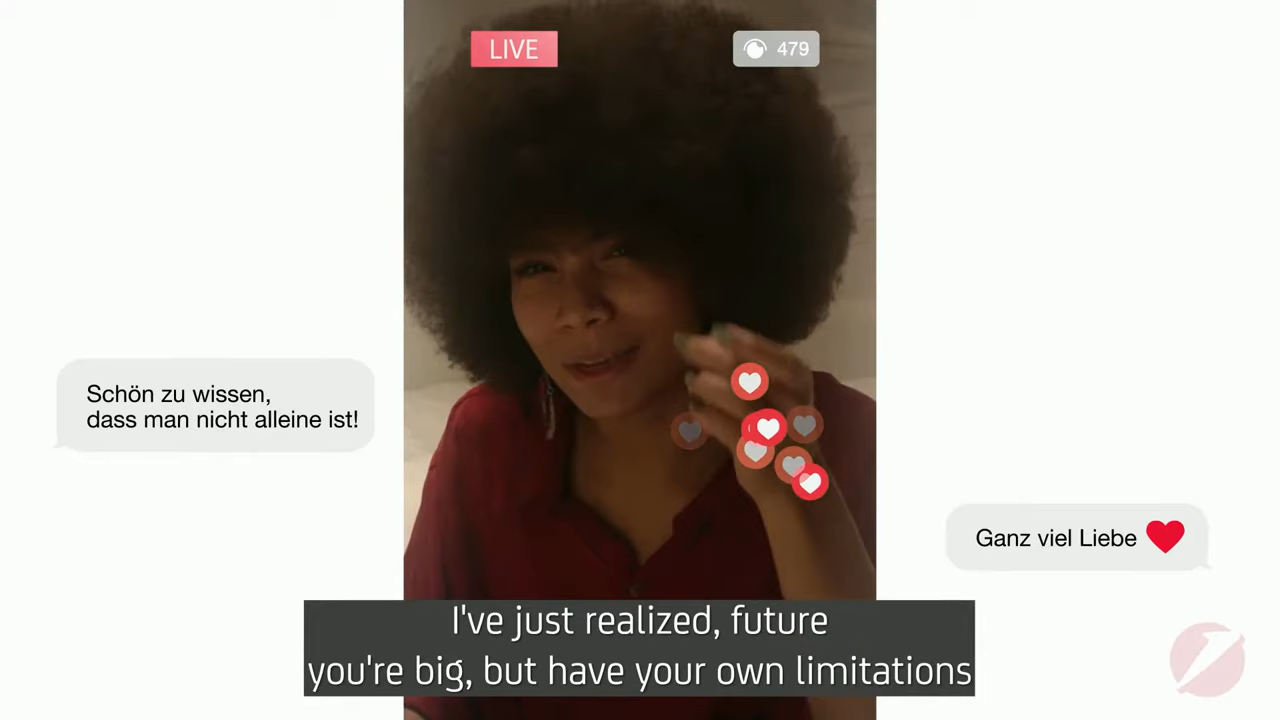 LIVE
479
Schön zu wissen,
dass man nicht alleine ist!
Ganz viel Liebe
I've just realized, future
you're big, but have your own limitations